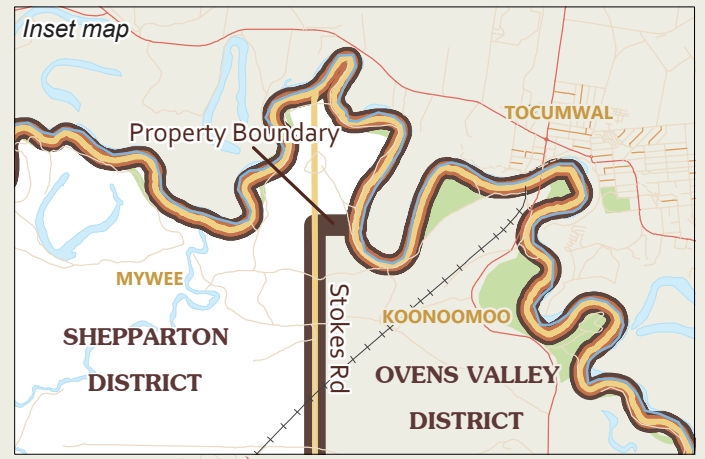 Inset map
TOCUMWAL
Property Boundary
MYWEE
Stokes Rd
KOONOOMOO
SHEPPARTON
DISTRICT
OVENS VALLEY
DISTRICT